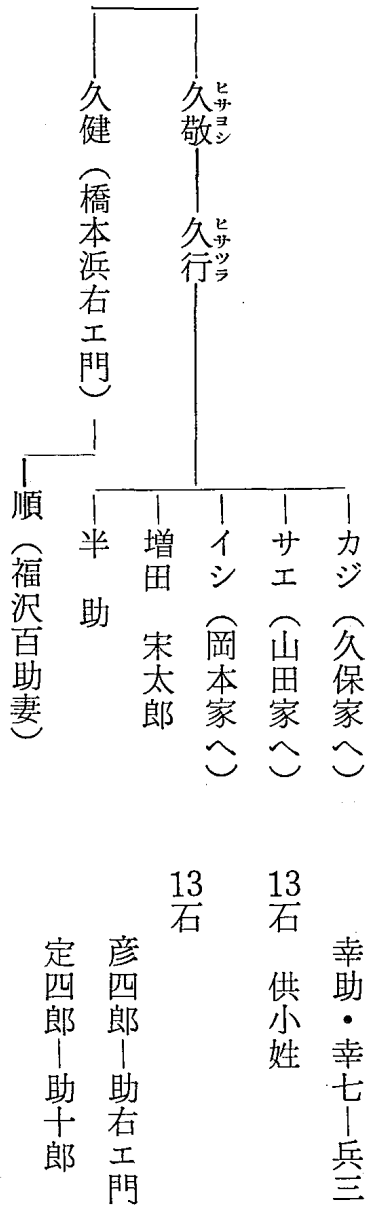 久敬 久行
ヒサヨシ ヒサツラ
カジ (久保家へ) 幸助・幸七―兵三
サエ (山田家へ) 13石 供小姓
イシ (岡本家へ)
増田 宋太郎 13石
半助 彦四郎―助右エ門
定四郎―助十郎
久健 (橋本浜右エ門)
順 (福沢百助妻)